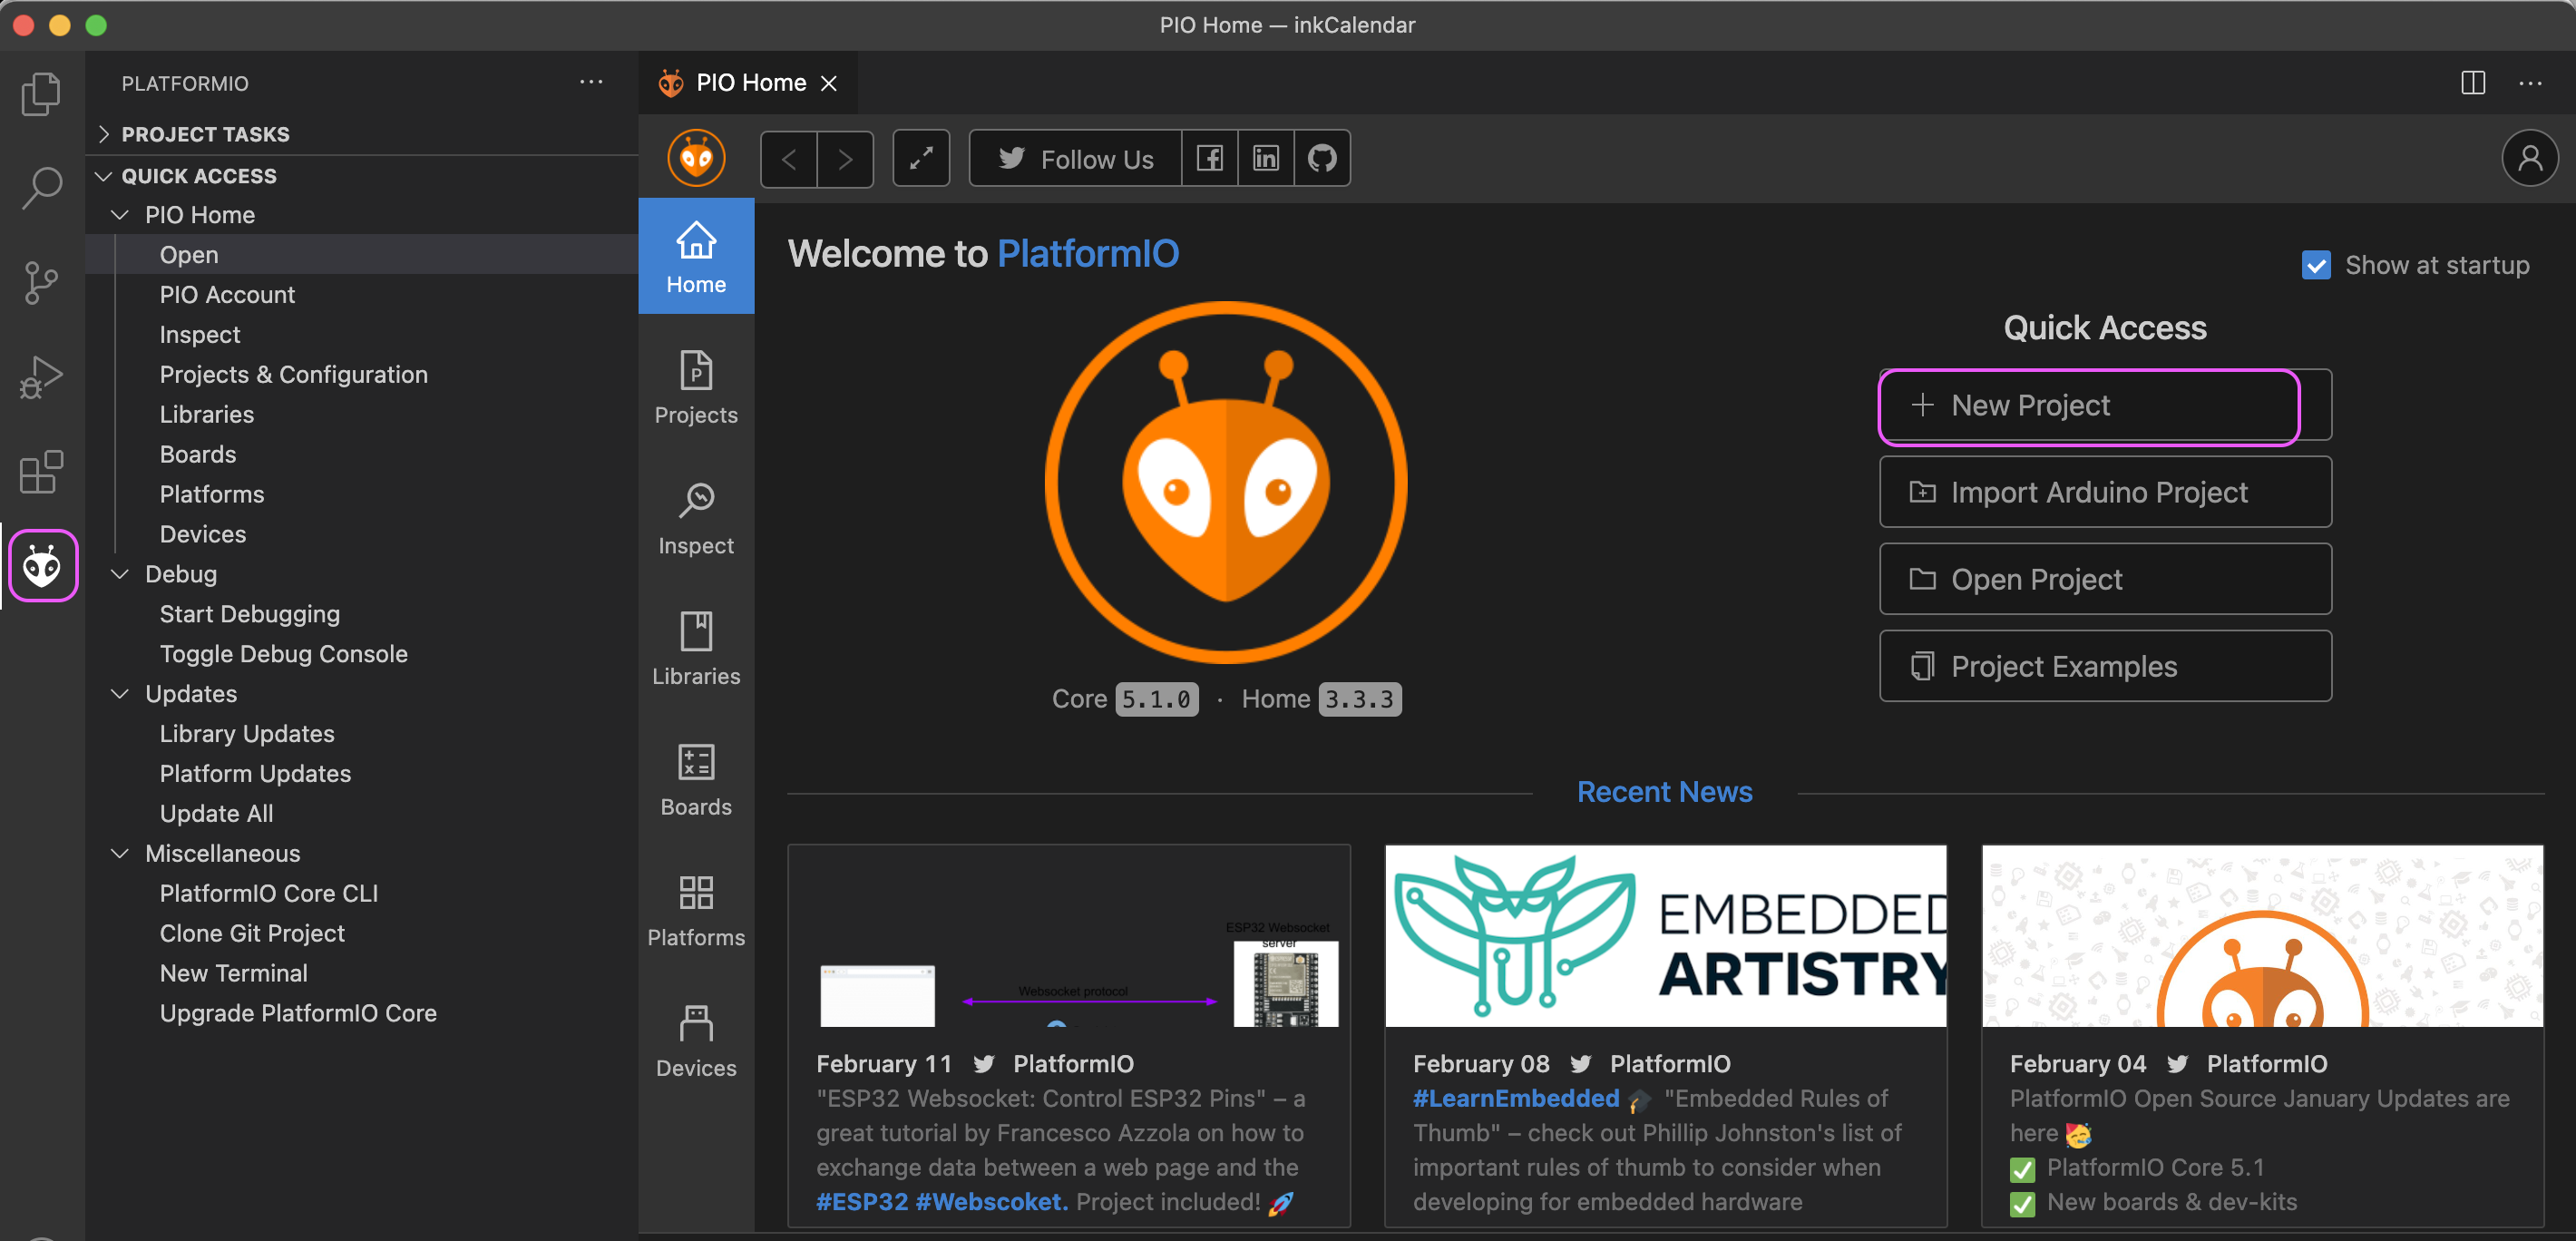 PIO Home — inkCalendar
PLATFORMIO
PROJECT TASKS
QUICK ACCESS
PIO Home
Open
PIO Account
Inspect
Projects & Configuration
Libraries
Boards
Platforms
Devices
Debug
Start Debugging
Toggle Debug Console
Updates
Library Updates
Platform Updates
Update All
Miscellaneous
PlatformIO Core CLI
Clone Git Project
New Terminal
Upgrade PlatformIO Core
PIO Home
Follow Us
Home
Projects
Inspect
Libraries
Boards
Platforms
Devices
Welcome to PlatformIO
Show at startup
Core 5.1.0 · Home 3.3.3
Quick Access
New Project
Import Arduino Project
Open Project
Project Examples
Recent News
ESP32 Websocket
server
Websocket protocol
February 11 PlatformIO
"ESP32 Websocket: Control ESP32 Pins" – a
great tutorial by Francesco Azzola on how to
exchange data between a web page and the
#ESP32 #Webscoket. Project included! 🚀
EMBEDDED
ARTISTRY
February 08 PlatformIO
#LearnEmbedded 🎓 "Embedded Rules of
Thumb" – check out Phillip Johnston's list of
important rules of thumb to consider when
developing for embedded hardware
February 04 PlatformIO
PlatformIO Open Source January Updates are
here 🥳
✅ PlatformIO Core 5.1
✅ New boards & dev-kits